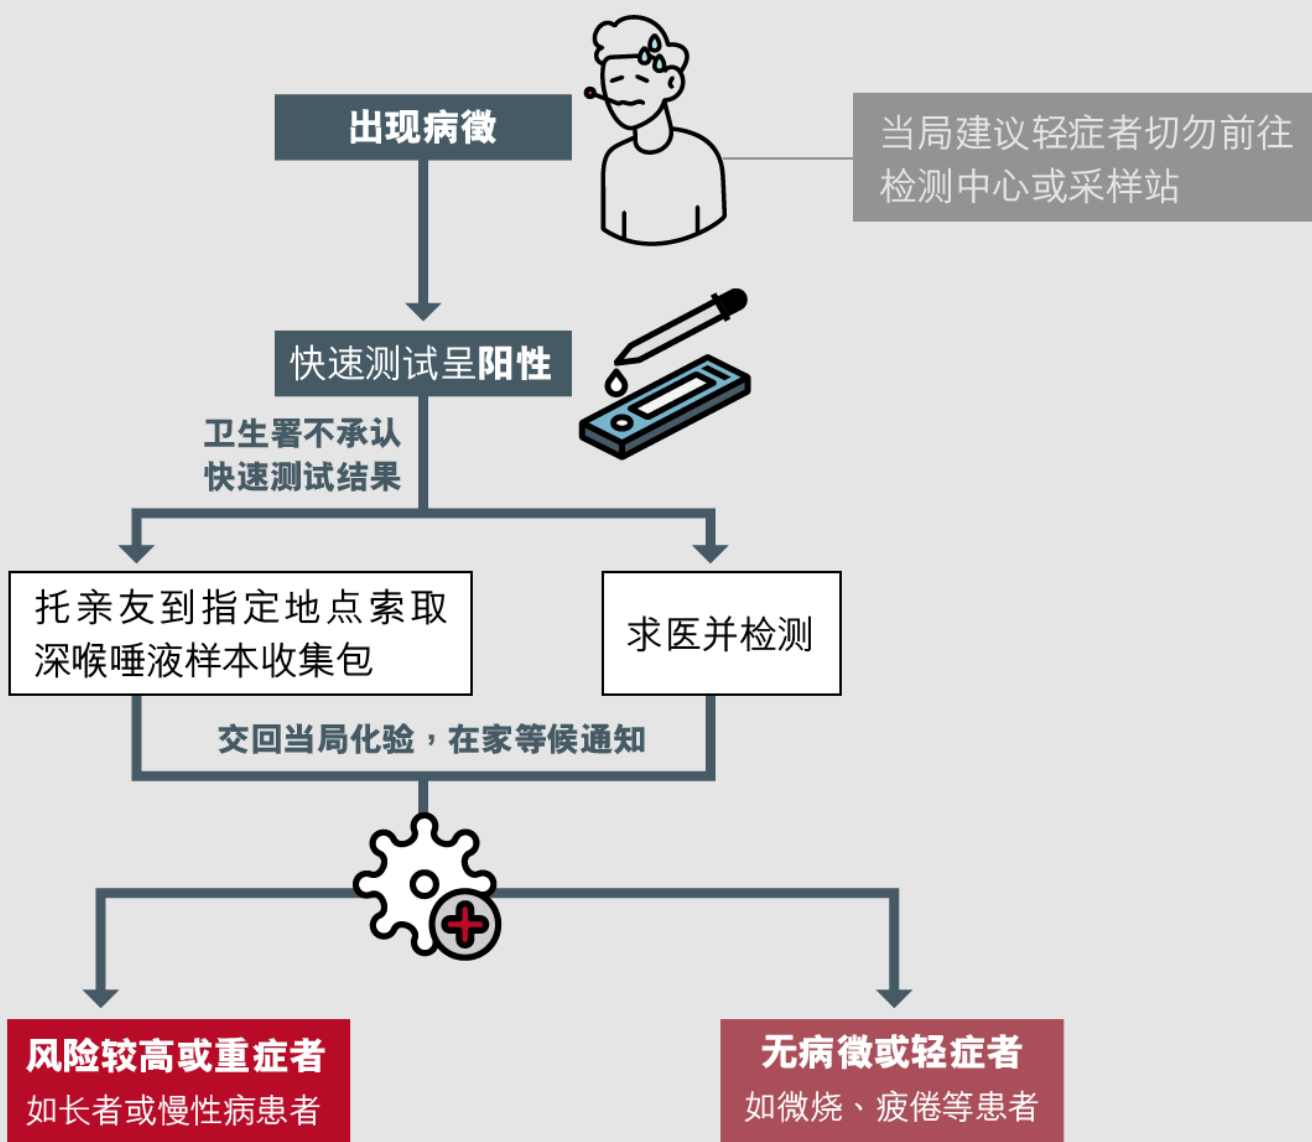 出现病徵
当局建议轻症者切勿前往
检测中心或采样站
快速测试呈阳性
卫生署不承认
快速测试结果
托亲友到指定地点索取
深喉唾液样本收集包
求医并检测
交回当局化验，在家等候通知
风险较高或重症者
如长者或慢性病患者
无病徵或轻症者
如微烧、疲倦等患者